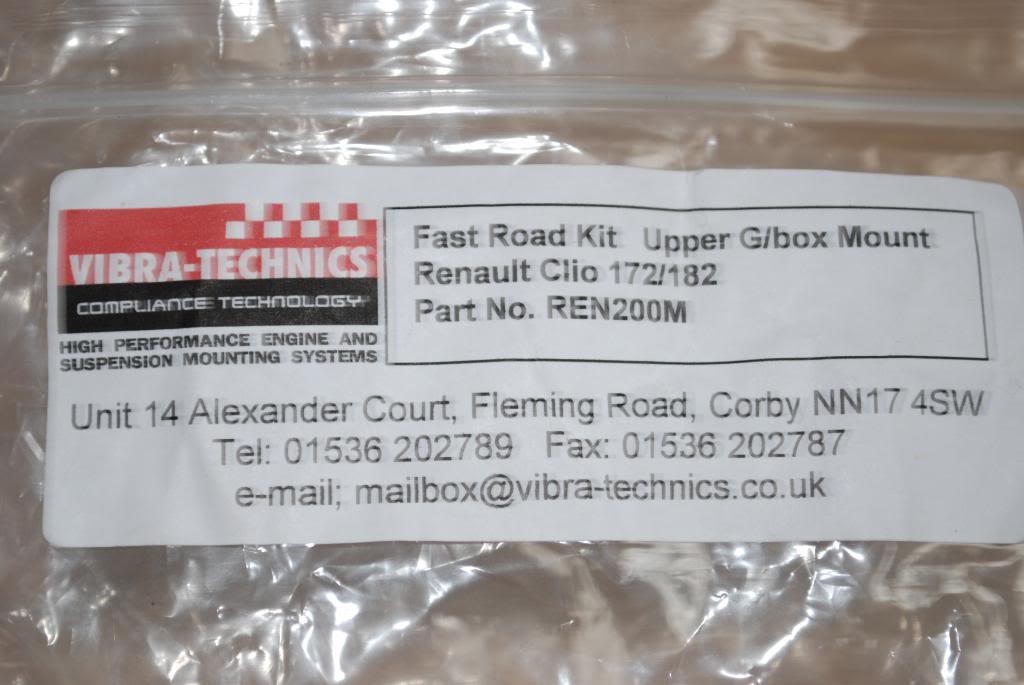 VIBRA-TECHNICS
COMPLIANCE TECHNOLOGY
HIGH PERFORMANCE ENGINE AND
SUSPENSION MOUNTING SYSTEMS
Fast Road Kit Upper G/box Mount
Renault Clio 172/182
Part No. REN200M
Unit 14 Alexander Court, Fleming Road, Corby NN17 4SW
Tel: 01536 202789 Fax: 01536 202787
e-mail; mailbox@vibra-technics.co.uk